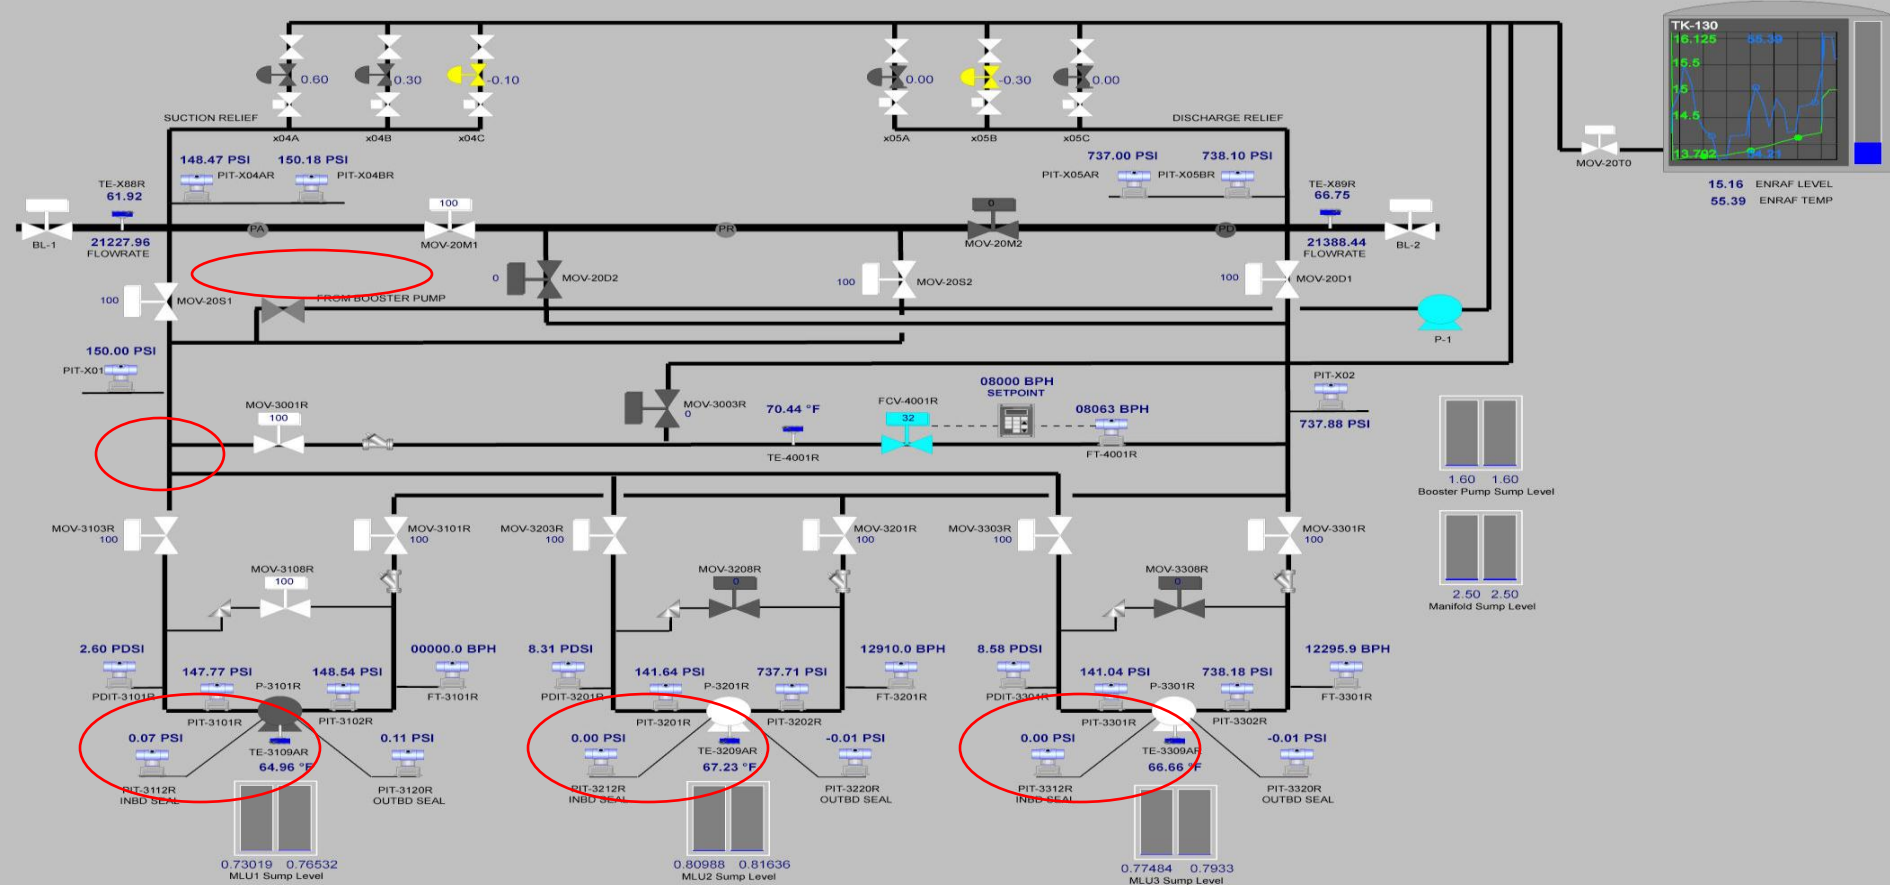 TK-130
16.125 55.39
15.5
15
14.5
13.792 54.21
15.16 ENRAF LEVEL
55.39 ENRAF TEMP
MOV-20T0
0.60 0.30 -0.10
0.00 -0.30 0.00
SUCTION RELIEF
x04A x04B x04C
x05A x05B x05C
DISCHARGE RELIEF
148.47 PSI 150.18 PSI
PIT-X04AR PIT-X04BR
737.00 PSI 738.10 PSI
PIT-X05AR PIT-X05BR
TE-X88R
61.92
TE-X89R
66.75
100
0
PA PR PD
BL-1
21227.96
FLOWRATE
MOV-20M1
MOV-20M2
21388.44
FLOWRATE
BL-2
0 MOV-20D2
100 MOV-20S2
100 MOV-20D1
100 MOV-20S1
FROM BOOSTER PUMP
P-1
150.00 PSI
PIT-X01
PIT-X02
737.88 PSI
MOV-3001R
100
MOV-3003R
0
70.44 °F
TE-4001R
FCV-4001R
32
08000 BPH
SETPOINT
08063 BPH
FT-4001R
1.60 1.60
Booster Pump Sump Level
2.50 2.50
Manifold Sump Level
MOV-3103R
100
MOV-3101R
100
MOV-3203R
100
MOV-3201R
100
MOV-3303R
100
MOV-3301R
100
MOV-3108R
100
MOV-3208R
0
MOV-3308R
0
2.60 PDSI
PDIT-3101R
147.77 PSI
PIT-3101R
P-3101R
148.54 PSI
PIT-3102R
00000.0 BPH
FT-3101R
8.31 PDSI
PDIT-3201R
141.64 PSI
PIT-3201R
P-3201R
737.71 PSI
PIT-3202R
12910.0 BPH
FT-3201R
8.58 PDSI
PDIT-3301R
141.04 PSI
PIT-3301R
P-3301R
738.18 PSI
PIT-3302R
12295.9 BPH
FT-3301R
0.07 PSI
PIT-3112R
INBD SEAL
TE-3109AR
64.96 °F
0.11 PSI
PIT-3120R
OUTBD SEAL
0.00 PSI
PIT-3212R
INBD SEAL
TE-3209AR
67.23 °F
-0.01 PSI
PIT-3220R
OUTBD SEAL
0.00 PSI
PIT-3312R
INBD SEAL
TE-3309AR
66.66 °F
-0.01 PSI
PIT-3320R
OUTBD SEAL
0.73019 0.76532
MLU1 Sump Level
0.80988 0.81636
MLU2 Sump Level
0.77484 0.7933
MLU3 Sump Level